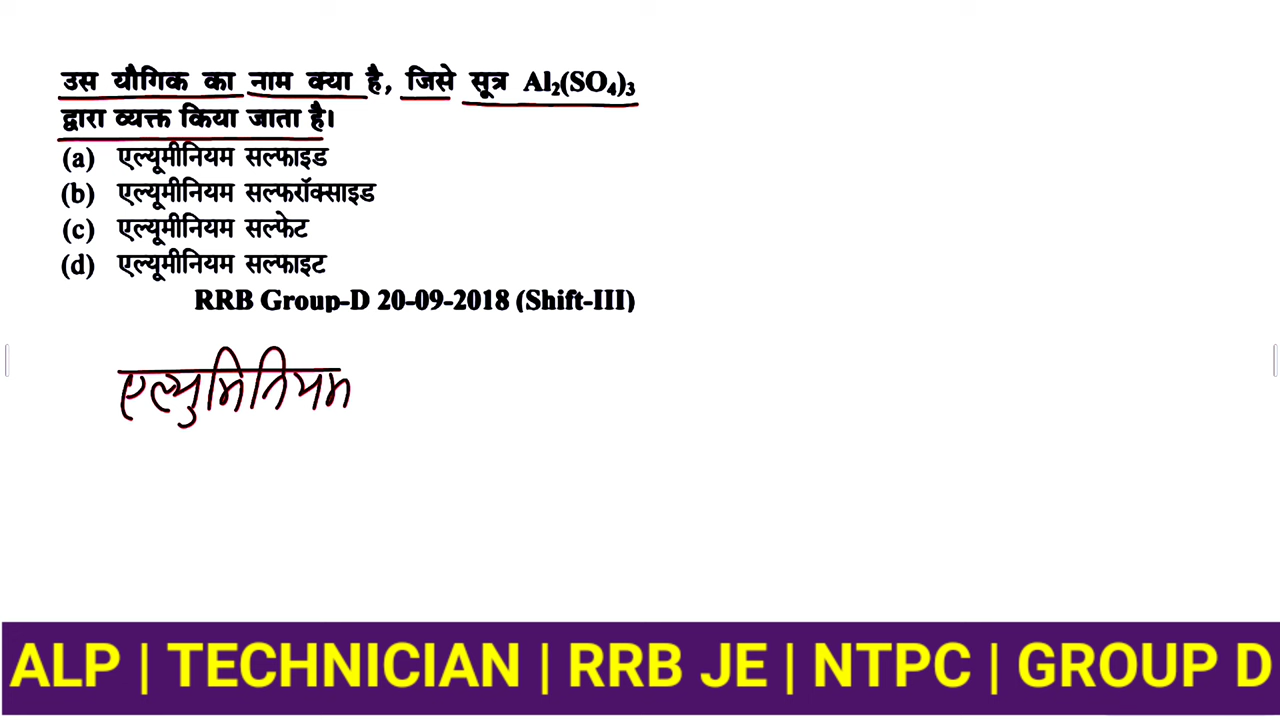 उस यौगिक का नाम क्या है, जिसे सूत्र Al₂(SO₄)₃
द्वारा व्यक्त किया जाता है।
(a) एल्यूमीनियम सल्फाइड
(b) एल्यूमीनियम सल्फरॉक्साइड
(c) एल्यूमीनियम सल्फेट
(d) एल्यूमीनियम सल्फाइट
RRB Group-D 20-09-2018 (Shift-III)
एल्युमिनियम
ALP | TECHNICIAN | RRB JE | NTPC | GROUP D